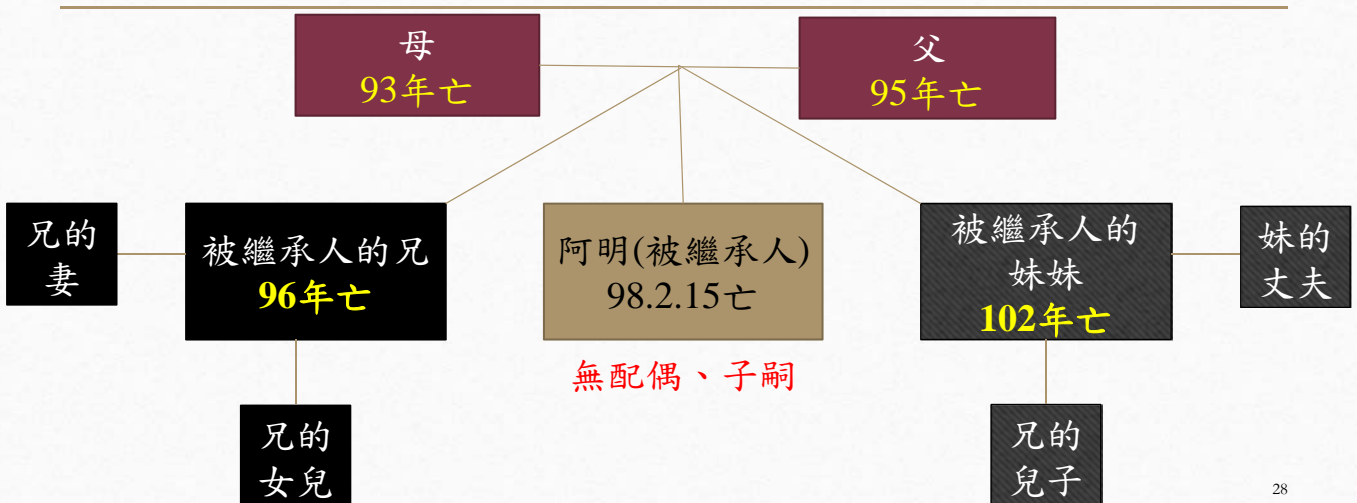 母
93年亡
父
95年亡
兄的
妻
被繼承人的兄
96年亡
阿明(被繼承人)
98.2.15亡
被繼承人的
妹妹
102年亡
妹的
丈夫
無配偶、子嗣
兄的
女兒
兄的
兒子
28